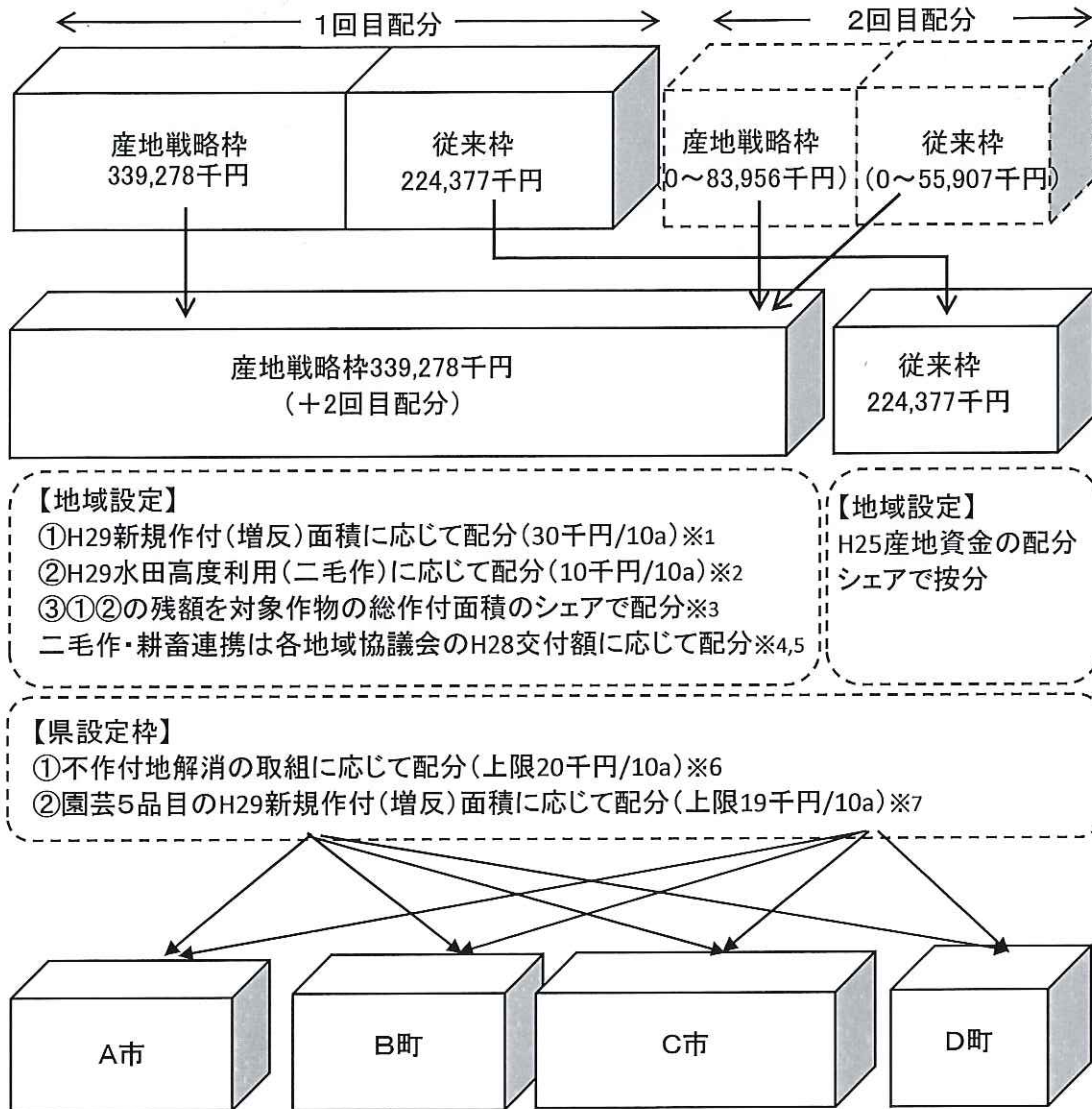 1回目配分
2回目配分
産地戦略枠
339,278千円
従来枠
224,377千円
産地戦略枠
(0～83,956千円)
従来枠
(0～55,907千円)
産地戦略枠339,278千円
(＋2回目配分)
従来枠
224,377千円
【地域設定】
①H29新規作付(増反)面積に応じて配分(30千円/10a)※1
②H29水田高度利用(二毛作)に応じて配分(10千円/10a)※2
③①②の残額を対象作物の総作付面積のシェアで配分※3
二毛作・耕畜連携は各地域協議会のH28交付額に応じて配分※4,5
【地域設定】
H25産地資金の配分
シェアで按分
【県設定枠】
①不作付地解消の取組に応じて配分(上限20千円/10a)※6
②園芸5品目のH29新規作付(増反)面積に応じて配分(上限19千円/10a)※7
A市
B町
C市
D町